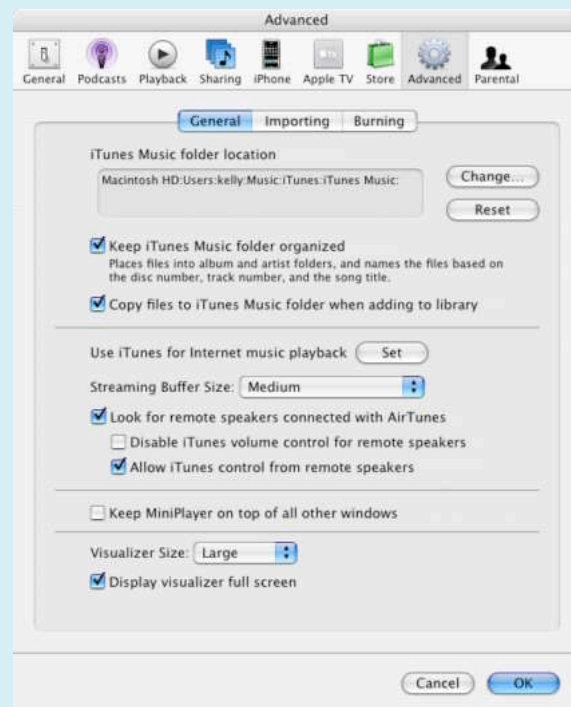 Advanced
General Podcasts Playback Sharing iPhone Apple TV Store Advanced Parental
General Importing Burning
iTunes Music folder location
Macintosh HD:Users:kelly:Music:iTunes:iTunes Music:
Change...
Reset
Keep iTunes Music folder organized
Places files into album and artist folders, and names the files based on
the disc number, track number, and the song title.
Copy files to iTunes Music folder when adding to library
Use iTunes for Internet music playback Set
Streaming Buffer Size: Medium
Look for remote speakers connected with AirTunes
Disable iTunes volume control for remote speakers
Allow iTunes control from remote speakers
Keep MiniPlayer on top of all other windows
Visualizer Size: Large
Display visualizer full screen
Cancel OK